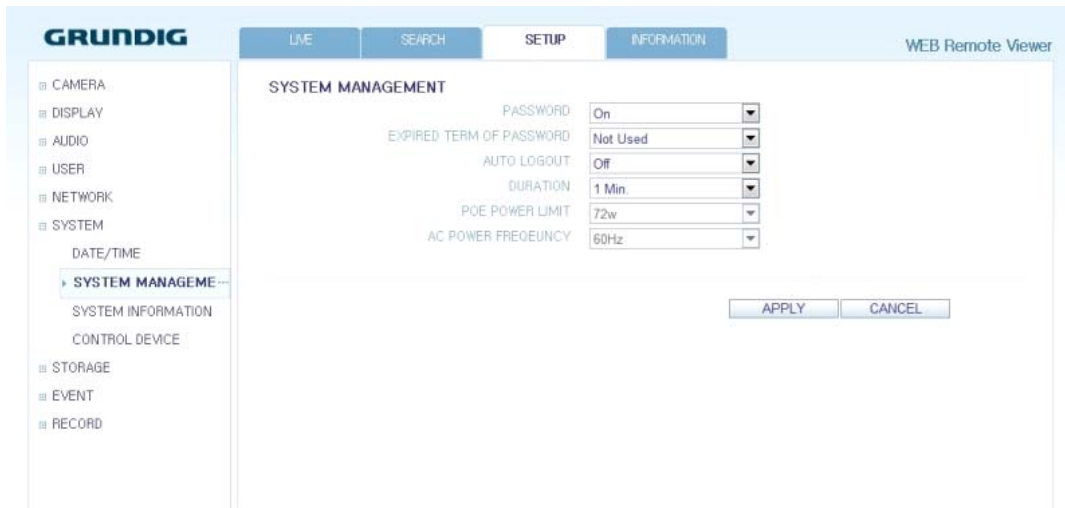 GRUNDIG
LIVE
SEARCH
SETUP
INFORMATION
WEB Remote Viewer
CAMERA
DISPLAY
AUDIO
USER
NETWORK
SYSTEM
DATE/TIME
SYSTEM MANAGEME...
SYSTEM INFORMATION
CONTROL DEVICE
STORAGE
EVENT
RECORD
SYSTEM MANAGEMENT
PASSWORD On
EXPIRED TERM OF PASSWORD Not Used
AUTO LOGOUT Off
DURATION 1 Min.
POE POWER LIMIT 72w
AC POWER FREQEUNCY 60Hz
APPLY CANCEL